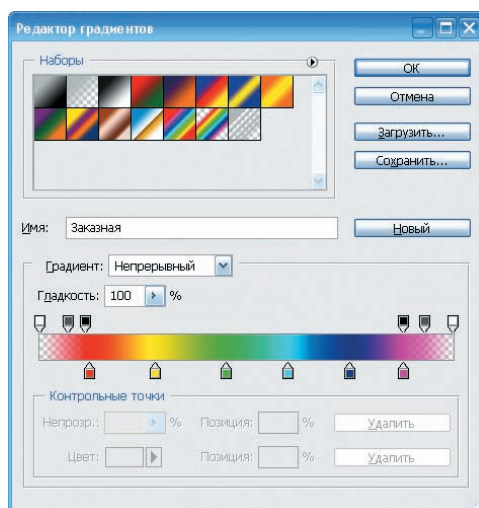 Редактор градиентов
Наборы
ОК
Отмена
Загрузить...
Сохранить...
Имя: Заказная
Новый
Градиент: Непрерывный
Гладкость: 100 %
Контрольные точки
Непрозр.: % Позиция: % Удалить
Цвет: Позиция: % Удалить